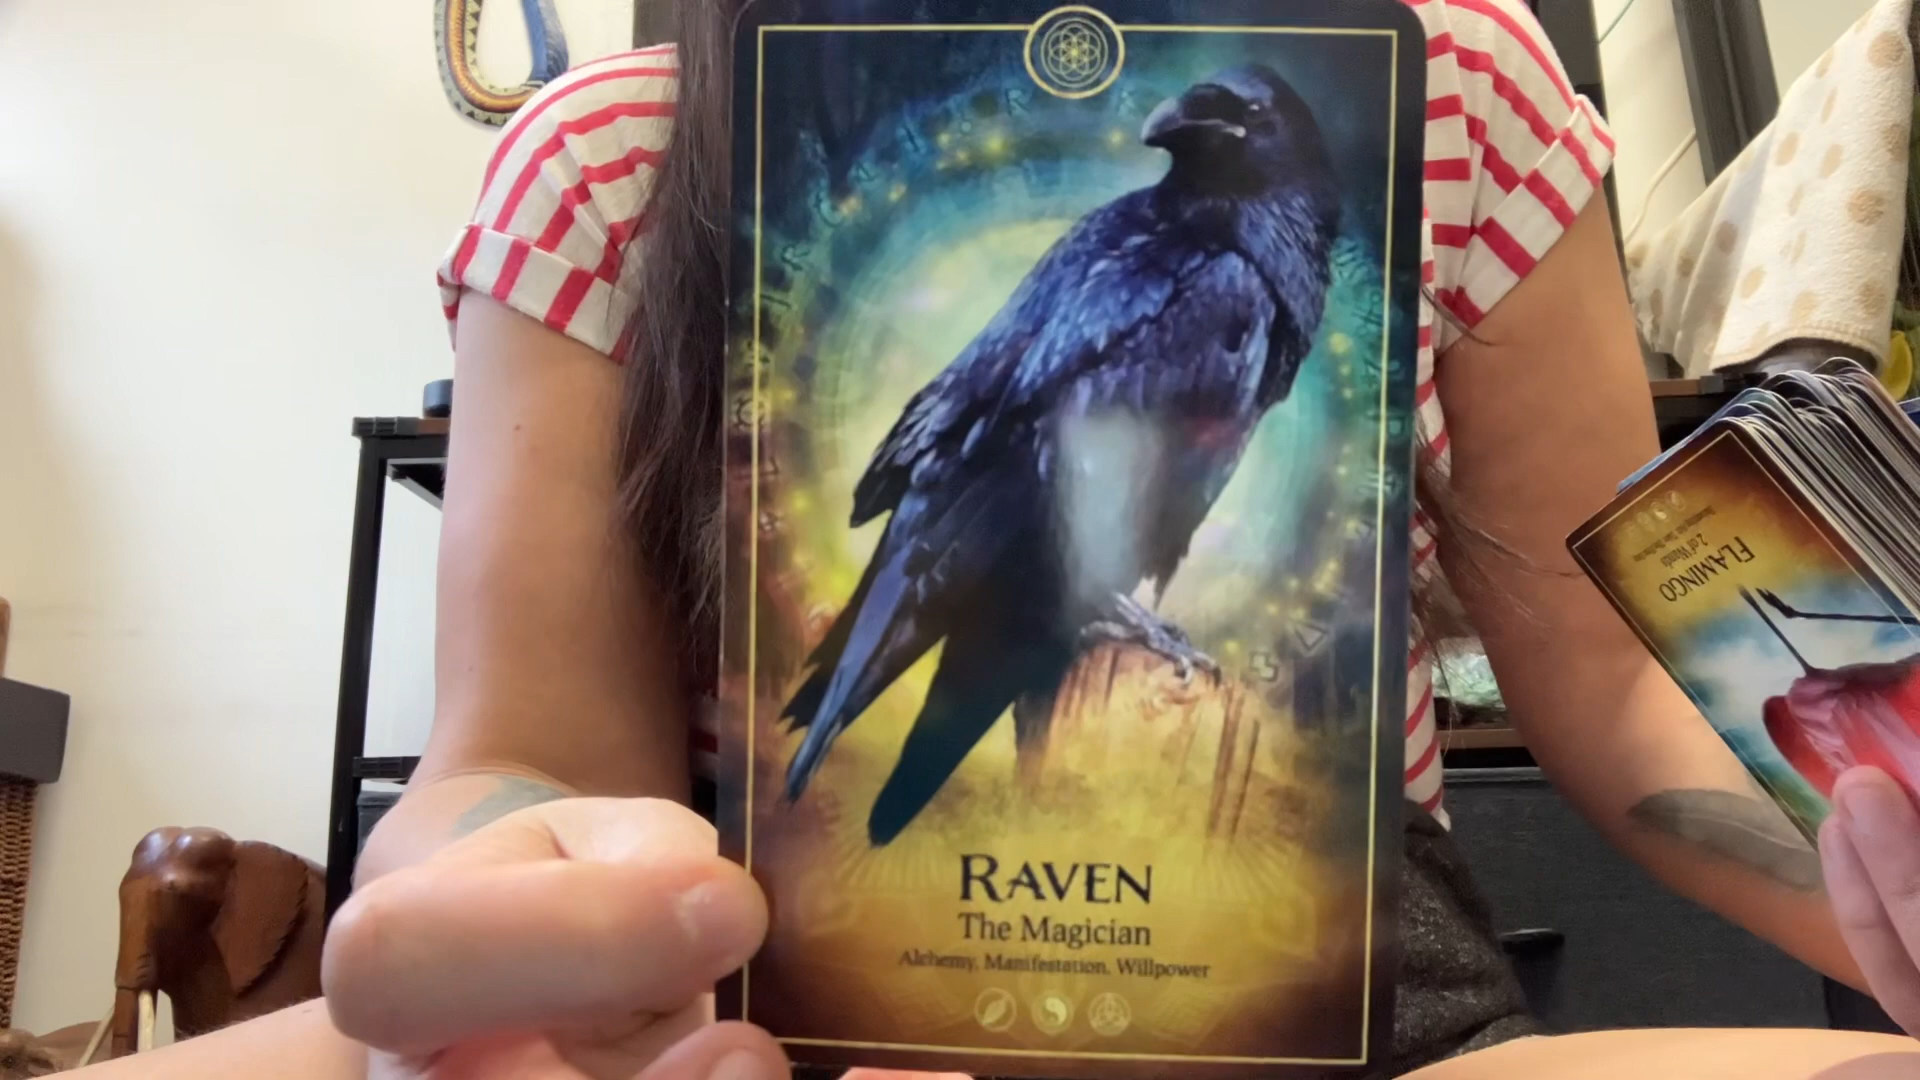 RAVEN
The Magician
Alchemy, Manifestation, Willpower
FLAMINGO
2 of Wands